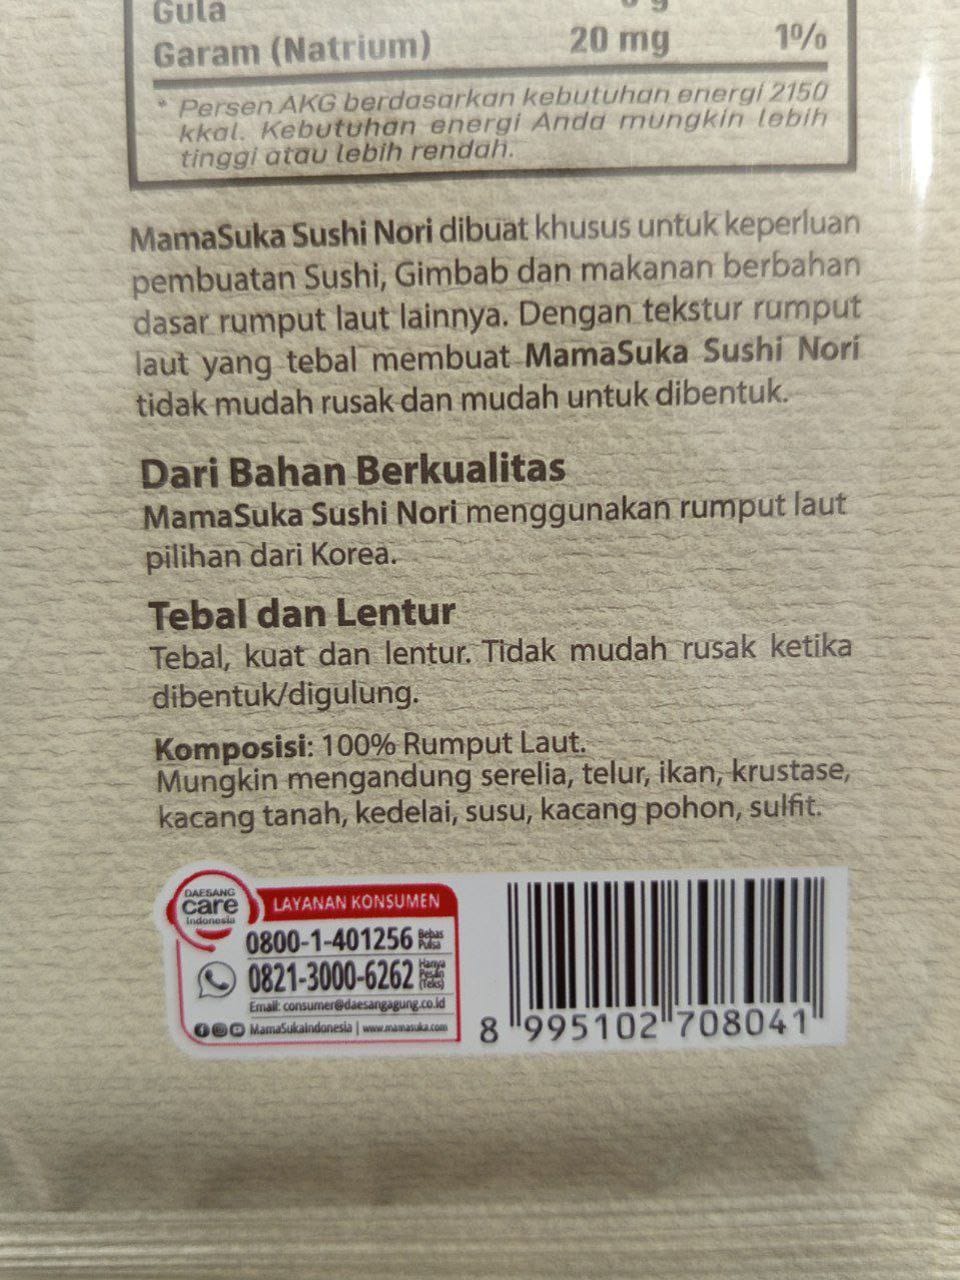 Gula
Garam (Natrium) 20 mg 1%
* Persen AKG berdasarkan kebutuhan energi 2150
kkal. Kebutuhan energi Anda mungkin lebih
tinggi atau lebih rendah.
MamaSuka Sushi Nori dibuat khusus untuk keperluan
pembuatan Sushi, Gimbab dan makanan berbahan
dasar rumput laut lainnya. Dengan tekstur rumput
laut yang tebal membuat MamaSuka Sushi Nori
tidak mudah rusak dan mudah untuk dibentuk.
Dari Bahan Berkualitas
MamaSuka Sushi Nori menggunakan rumput laut
pilihan dari Korea.
Tebal dan Lentur
Tebal, kuat dan lentur. Tidak mudah rusak ketika
dibentuk/digulung.
Komposisi: 100% Rumput Laut.
Mungkin mengandung serelia, telur, ikan, krustase,
kacang tanah, kedelai, susu, kacang pohon, sulfit.
DAESANG
care
Indonesia
LAYANAN KONSUMEN
0800-1-401256 Bebas Pulsa
0821-3000-6262 Hanya Pesan (Teks)
Email: consumer@daesangagung.co.id
MamaSukaIndonesia | www.mamasuka.com
8 995102 708041